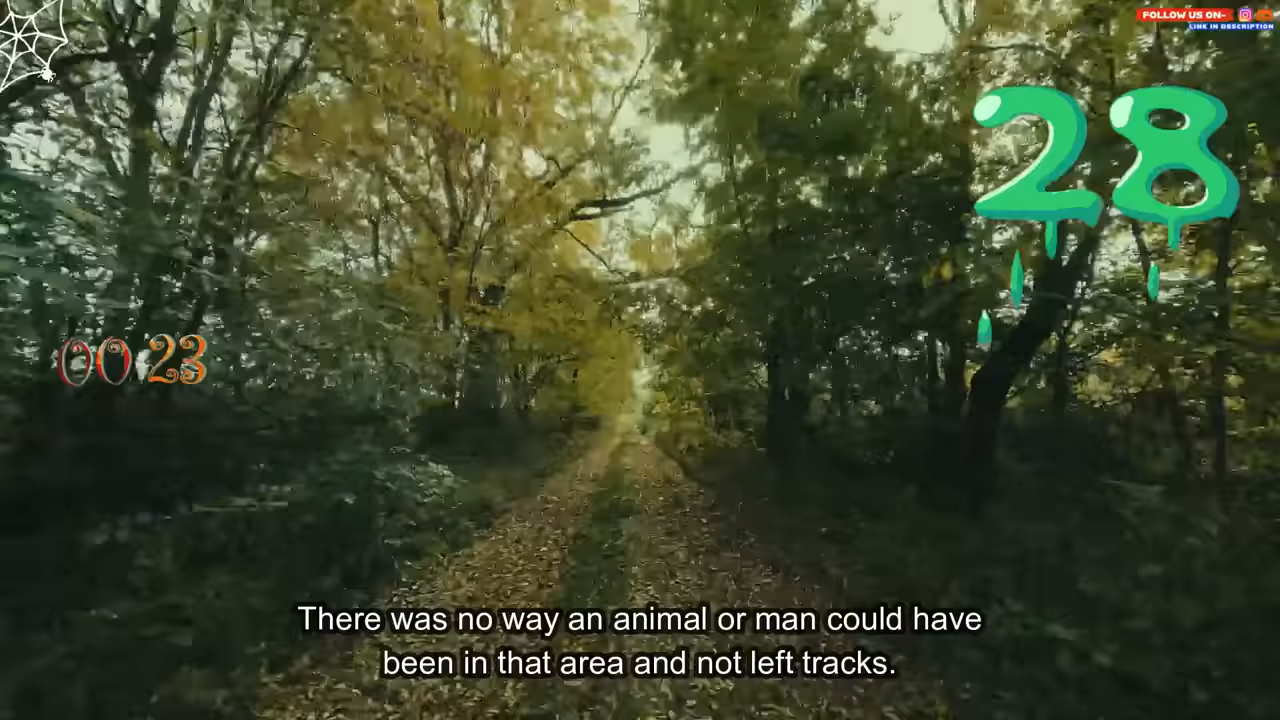 FOLLOW US ON-
LINK IN DESCRIPTION
28
00:23
There was no way an animal or man could have
been in that area and not left tracks.